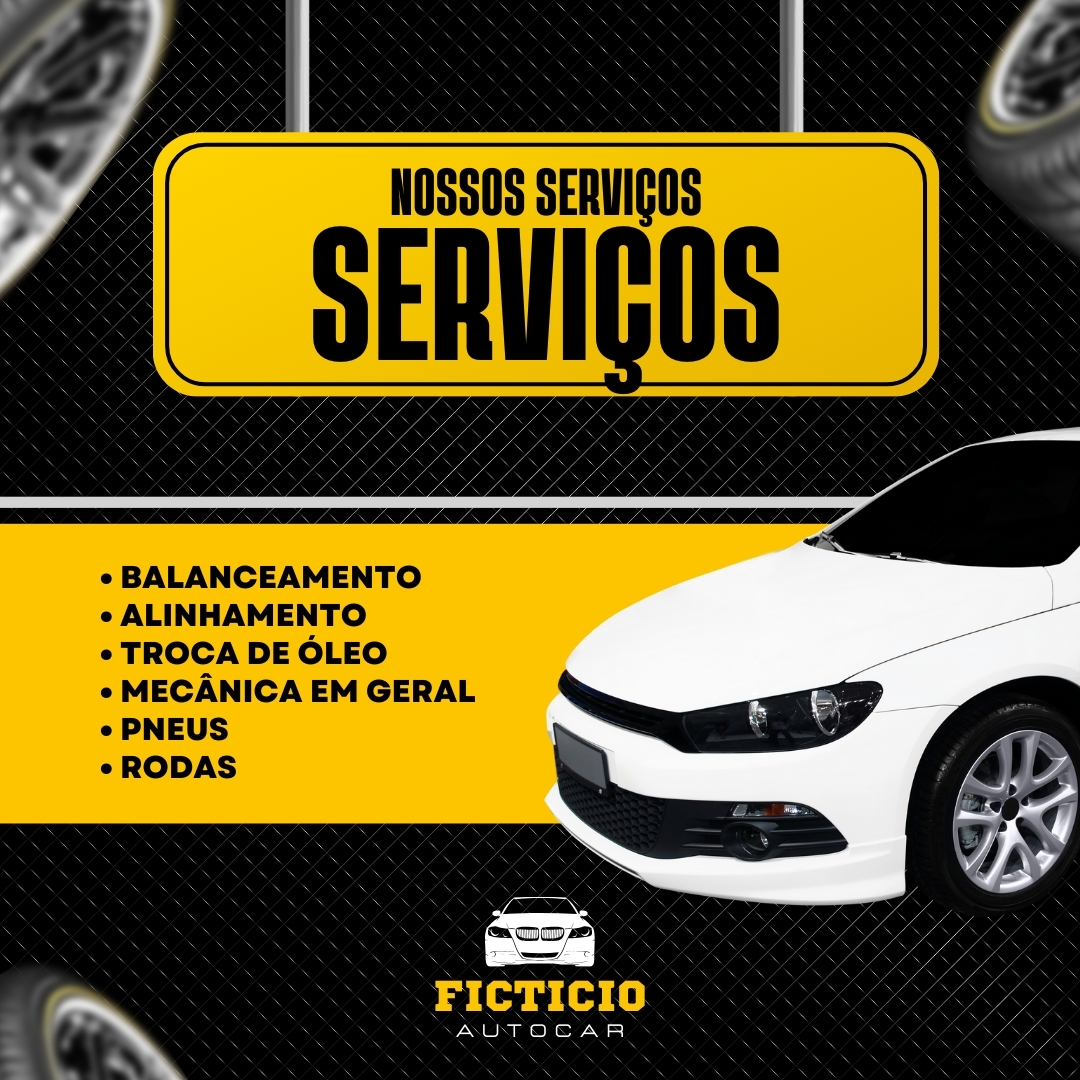 NOSSOS SERVIÇOS
SERVIÇOS
• BALANCEAMENTO
• ALINHAMENTO
• TROCA DE ÓLEO
• MECÂNICA EM GERAL
• PNEUS
• RODAS
FICTICIO
AUTOCAR